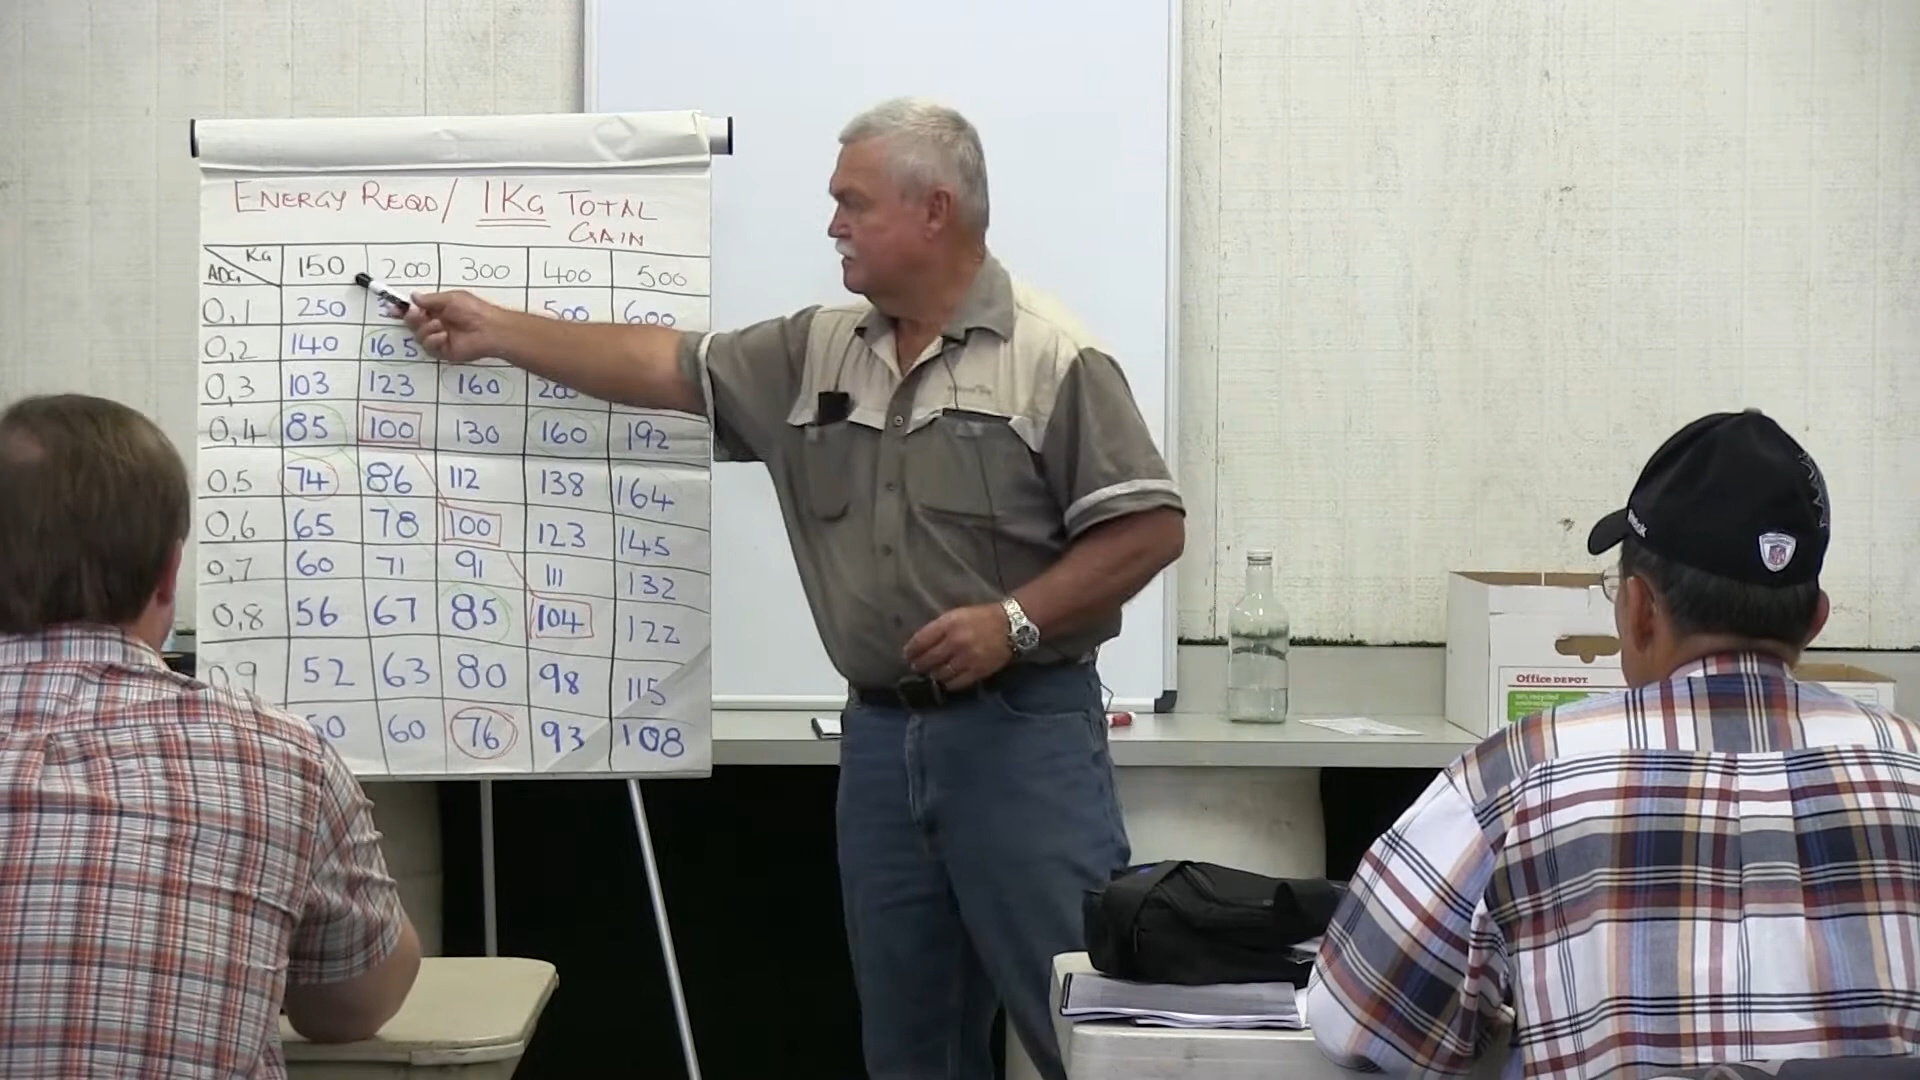 ENERGY REQD/ 1KG TOTAL
GAIN
KG
ADG 150 200 300 400 500
0,1 250 500 600
0,2 140 165
0,3 103 123 160
0,4 85 100 130 160 192
0,5 74 86 112 138 164
0,6 65 78 100 123 145
0,7 60 71 91 111 132
0,8 56 67 85 104 122
52 63 80 98 115
60 76 93 108
Office DEPOT